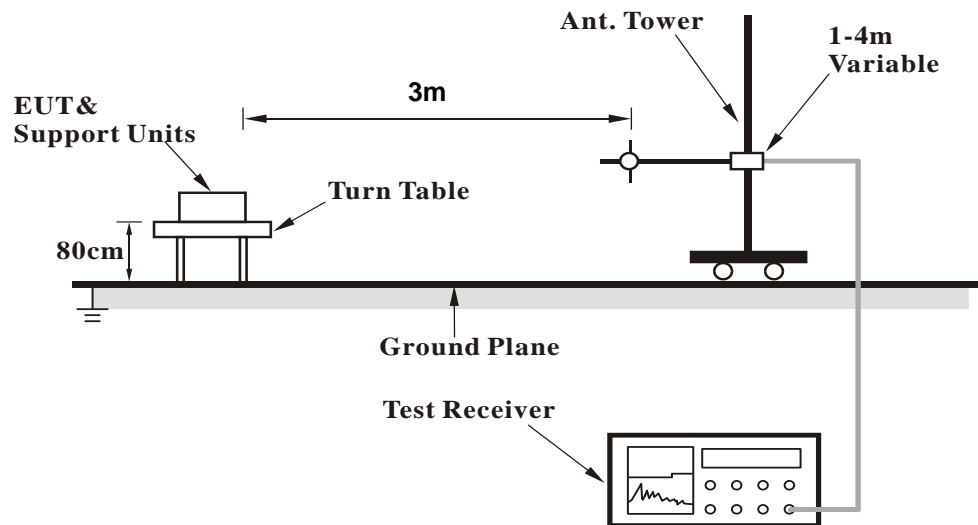 Ant. Tower
1-4m
Variable
3m
EUT&
Support Units
Turn Table
80cm
Ground Plane
Test Receiver